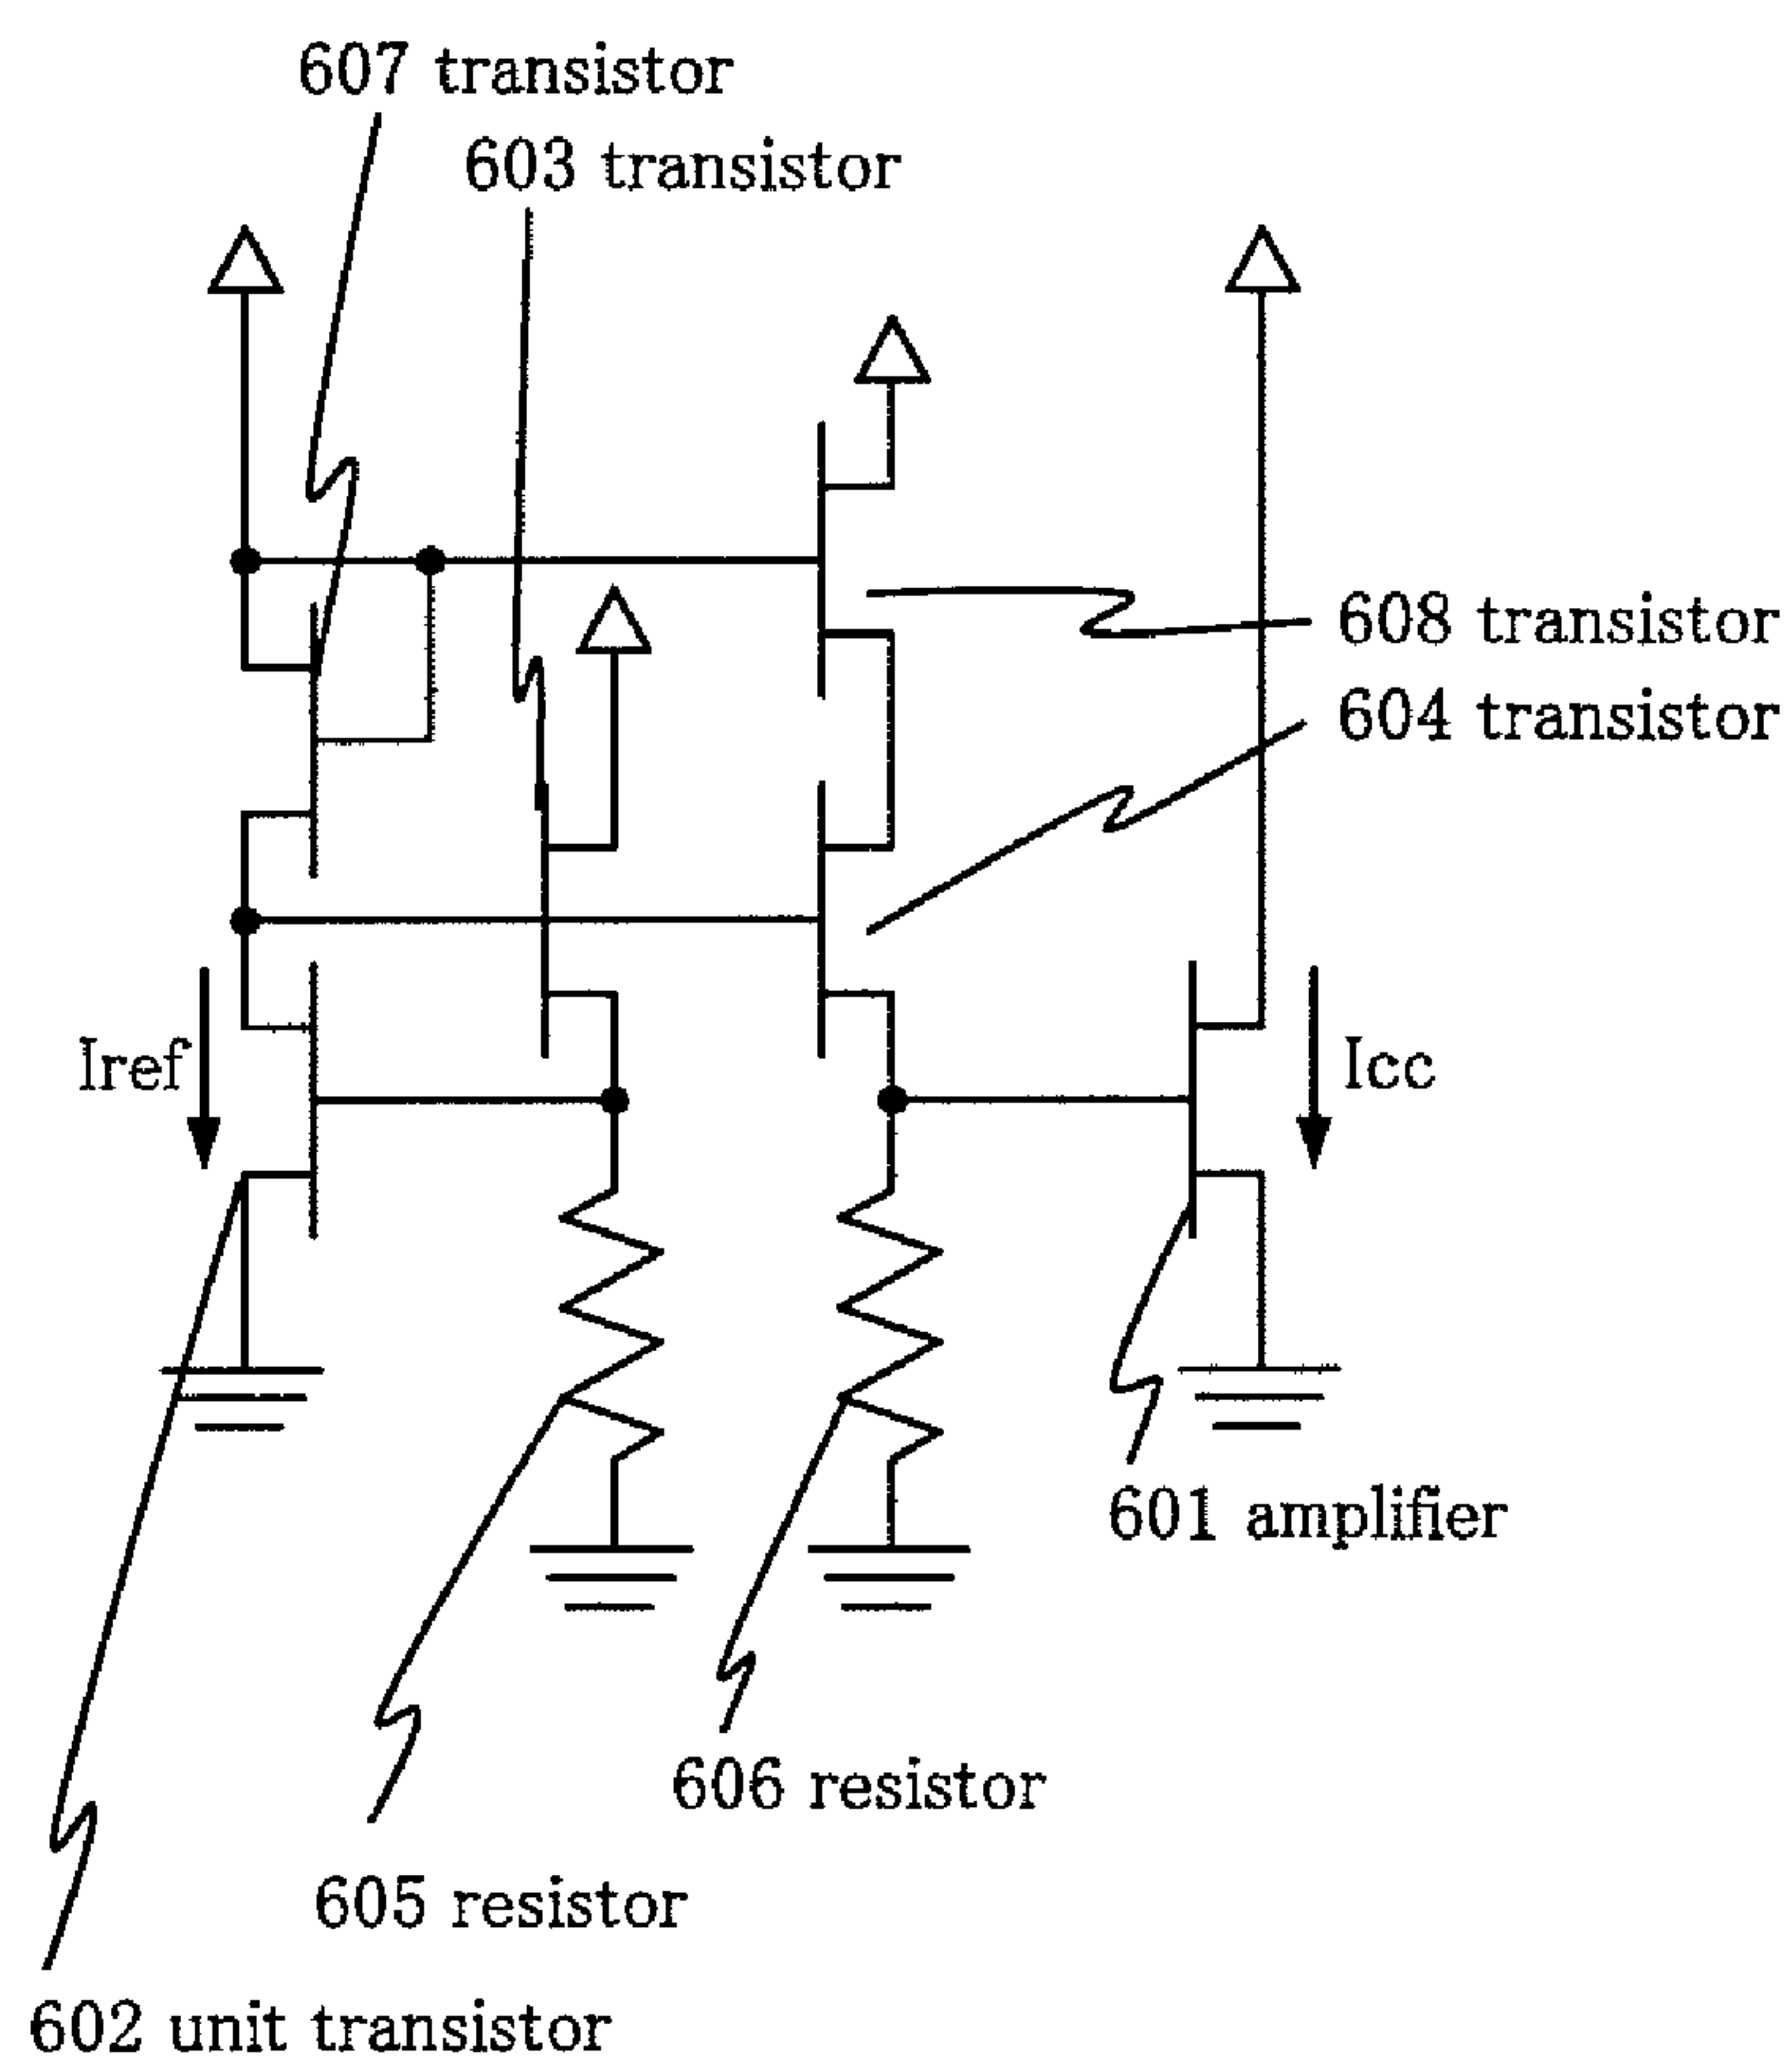 607 transistor
603 transistor
608 transistor
604 transistor
Iref
Icc
601 amplifier
606 resistor
605 resistor
602 unit transistor